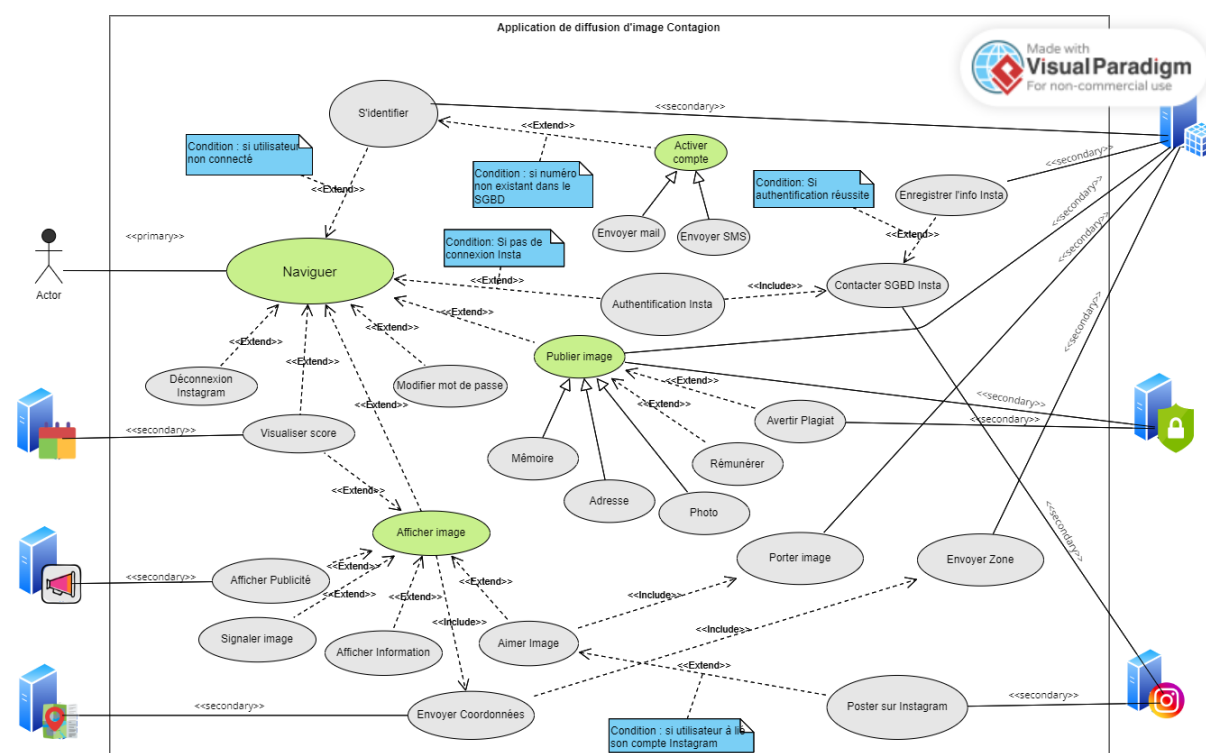 Application de diffusion d'image Contagion
Made with
VisualParadigm
For non-commercial use
S'identifier
<<secondary>>
<<Extend>>
Activer
compte
Condition : si utilisateur
non connecté
<<Extend>>
Condition : si numéro
non existant dans le
SGBD
Condition: Si
authentification réussite
<<secondary>>
Enregistrer l'info Insta
<<secondary>>
Envoyer mail
Envoyer SMS
<<Extend>>
<<primary>>
Condition: Si pas de
connexion Insta
Naviguer
<<Extend>>
Actor
Authentification Insta
<<Include>>
Contacter SGBD Insta
<<secondary>>
<<secondary>>
<<Extend>>
<<Extend>>
<<Extend>>
<<Extend>>
Publier image
Déconnexion
Instagram
Modifier mot de passe
<<Extend>>
<<Extend>>
<<secondary>>
Avertir Plagiat
<<secondary>>
<<secondary>>
Visualiser score
Mémoire
Rémunérer
<<Extend>>
Adresse
Photo
Afficher image
<<secondary>>
Porter image
Envoyer Zone
<<secondary>>
Afficher Publicité
<<Extend>>
<<Extend>>
<<Extend>>
<<Extend>>
<<Include>>
<<Include>>
<<Include>>
Signaler image
Afficher Information
Aimer Image
<<Extend>>
<<secondary>>
Envoyer Coordonnées
Poster sur Instagram
<<secondary>>
Condition : si utilisateur à lié
son compte Instagram